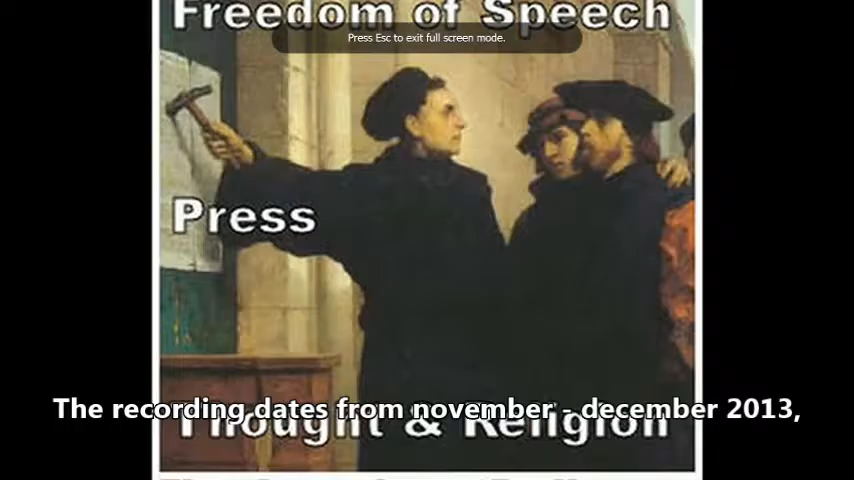 Freedom of Speech
Press Esc to exit full screen mode.
Press
The recording dates from november - december 2013,
Thought & Religion